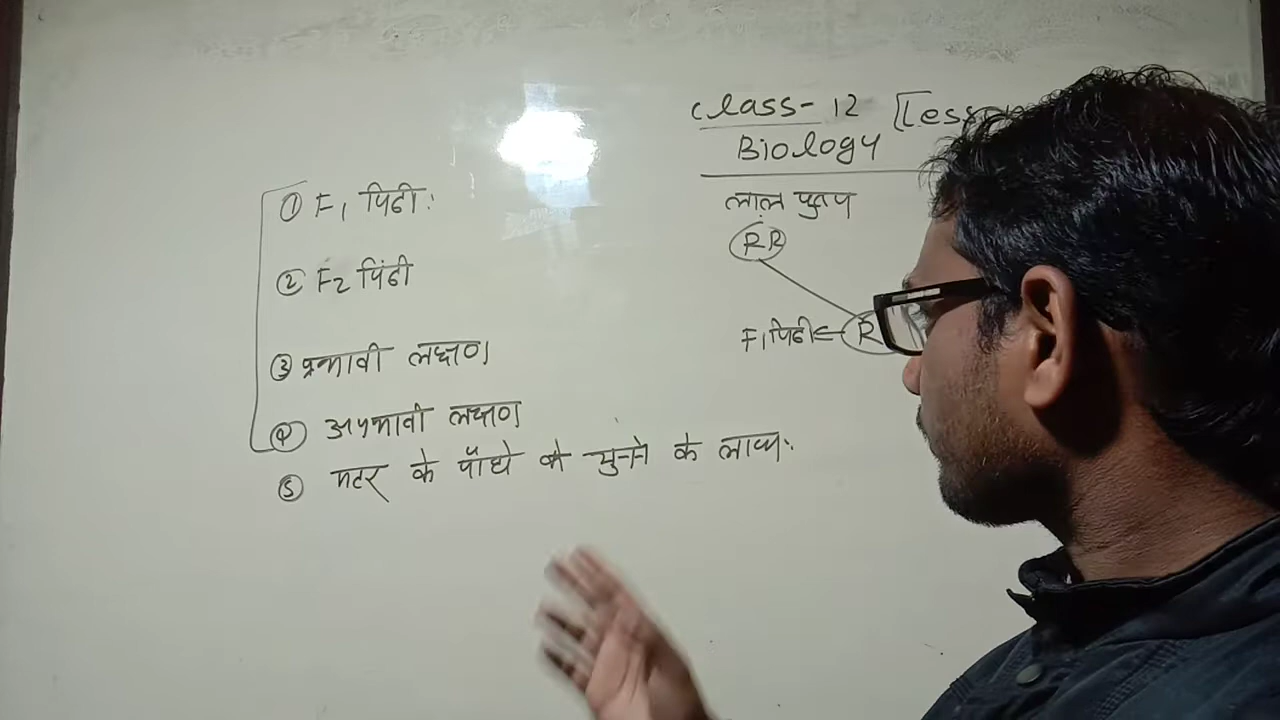 ① F₁ पिढी:
② F₂ पिंढी
③ प्रभावी लक्षण
④ अप्रभावी लक्षण
⑤ मटर के पौधे को चुनने के लाभ:
Class-12 [Lesson
Biology
लाल पुष्प
RR
F₁ पिढी ← R